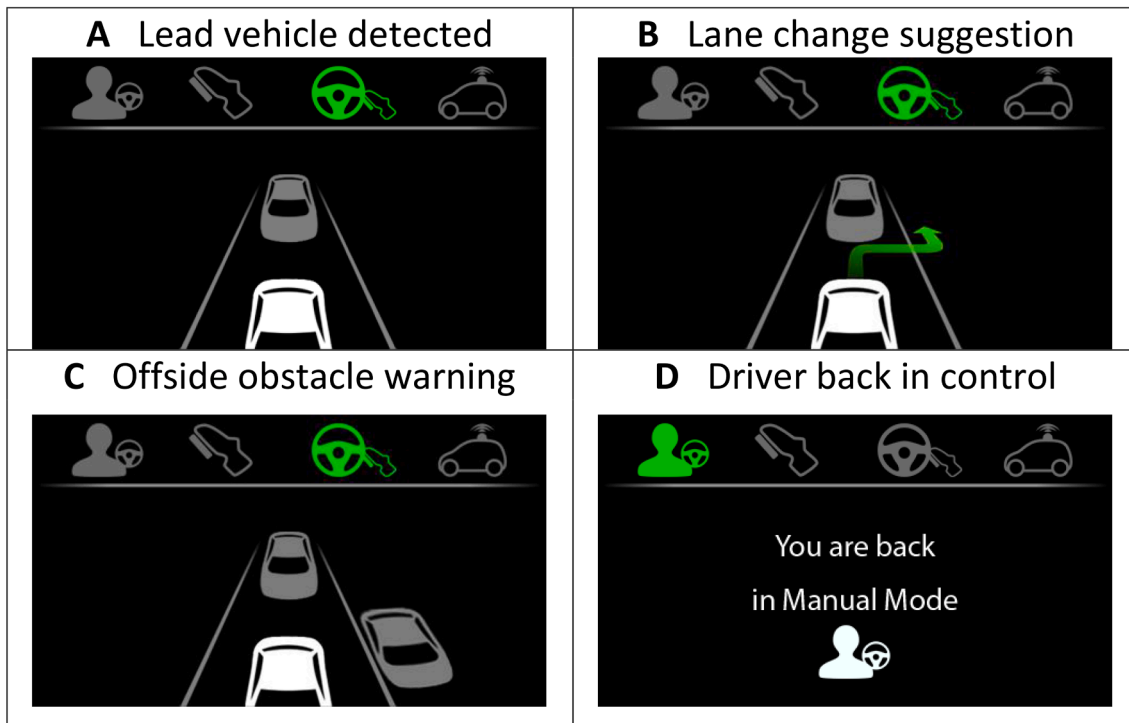 A Lead vehicle detected
B Lane change suggestion
C Offside obstacle warning
D Driver back in control
You are back
in Manual Mode